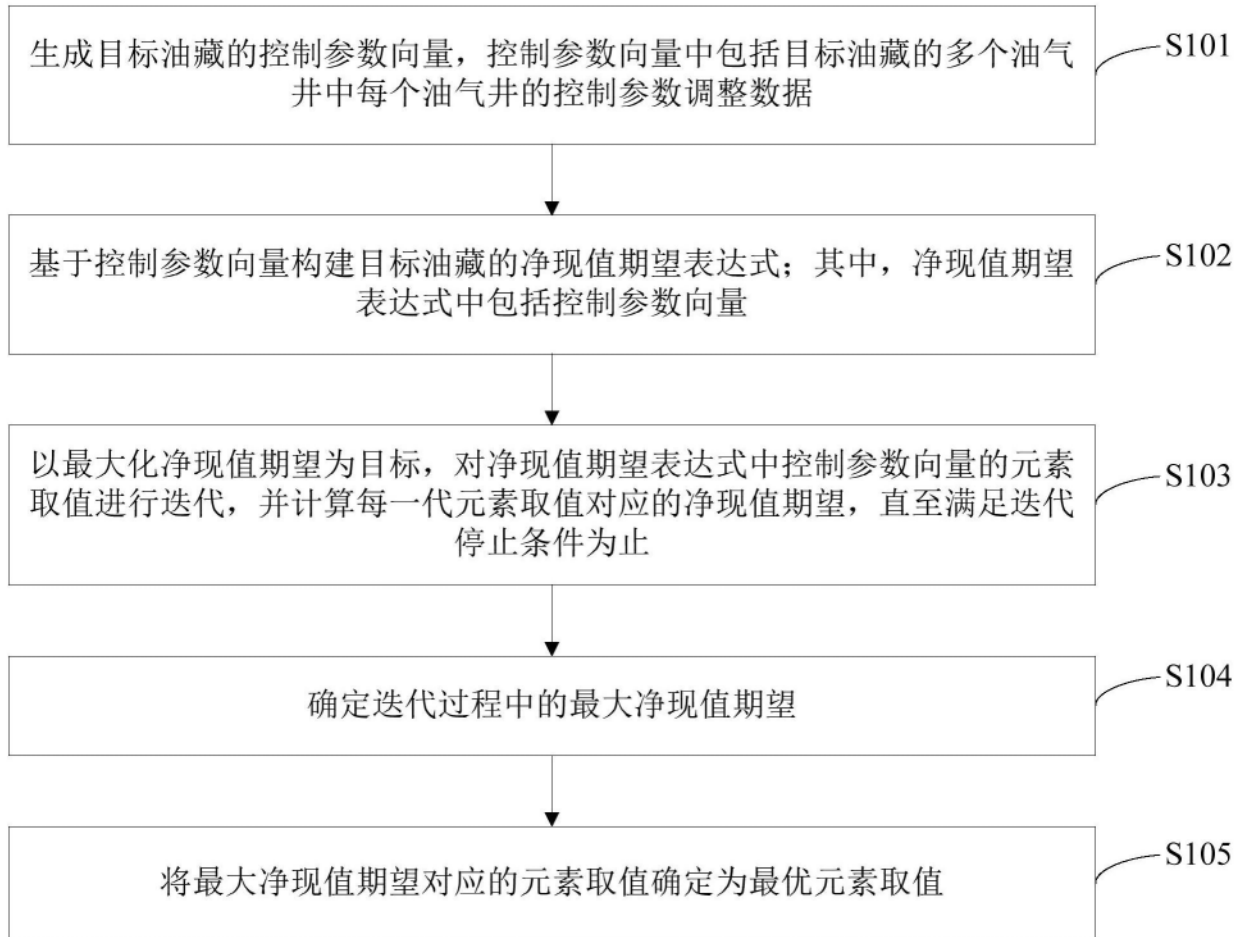 生成目标油藏的控制参数向量，控制参数向量中包括目标油藏的多个油气
井中每个油气井的控制参数调整数据
S101
基于控制参数向量构建目标油藏的净现值期望表达式；其中，净现值期望
表达式中包括控制参数向量
S102
以最大化净现值期望为目标，对净现值期望表达式中控制参数向量的元素
取值进行迭代，并计算每一代元素取值对应的净现值期望，直至满足迭代
停止条件为止
S103
确定迭代过程中的最大净现值期望
S104
将最大净现值期望对应的元素取值确定为最优元素取值
S105